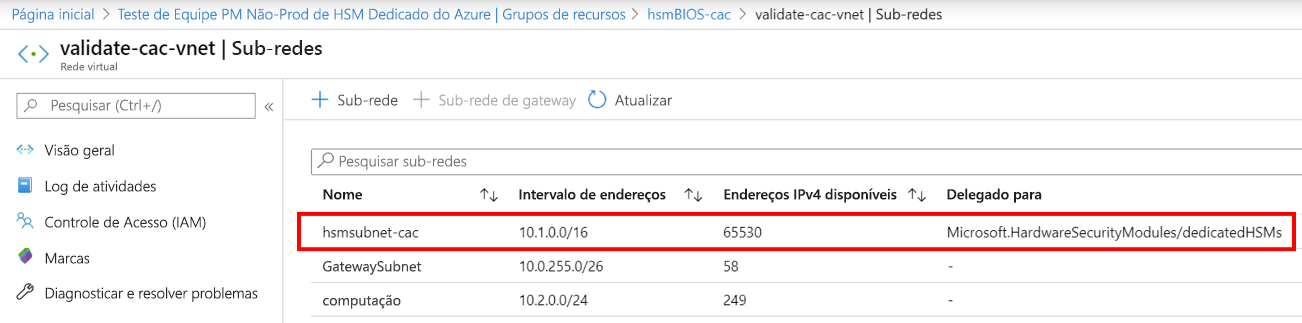 Página inicial > Teste de Equipe PM Não-Prod de HSM Dedicado do Azure | Grupos de recursos > hsmBIOS-cac > validate-cac-vnet | Sub-redes
validate-cac-vnet | Sub-redes
Rede virtual
Pesquisar (Ctrl+/) «
Visão geral
Log de atividades
Controle de Acesso (IAM)
Marcas
Diagnosticar e resolver problemas
+ Sub-rede + Sub-rede de gateway Atualizar
Pesquisar sub-redes
Nome ↑↓ Intervalo de endereços ↑↓ Endereços IPv4 disponíveis ↑↓ Delegado para
hsmsubnet-cac 10.1.0.0/16 65530 Microsoft.HardwareSecurityModules/dedicatedHSMs
GatewaySubnet 10.0.255.0/26 58 -
computação 10.2.0.0/24 249 -